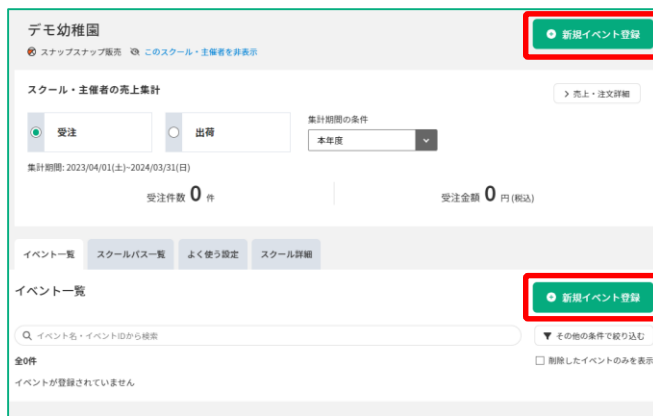 デモ幼稚園
新規イベント登録
スナップスナップ販売 このスクール・主催者を非表示
スクール・主催者の売上集計
> 売上・注文詳細
受注
出荷
集計期間の条件
本年度
集計期間: 2023/04/01(土)~2024/03/31(日)
受注件数 0 件
受注金額 0 円 (税込)
イベント一覧 スクールパス一覧 よく使う設定 スクール詳細
イベント一覧
新規イベント登録
イベント名・イベントIDから検索
その他の条件で絞り込む
全0件
削除したイベントのみを表示
イベントが登録されていません